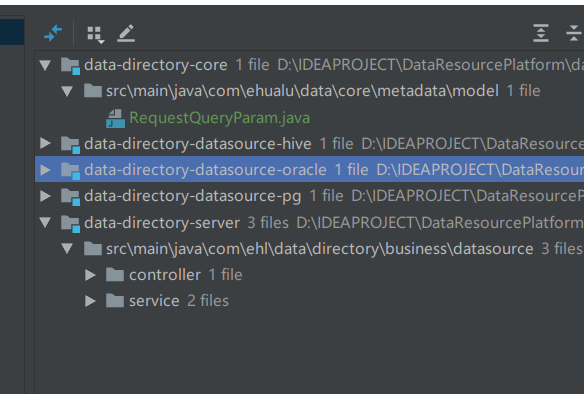 data-directory-core 1 file D:\IDEAPROJECT\DataResourcePlatform\da
src\main\java\com\ehualu\data\core\metadata\model 1 file
RequestQueryParam.java
data-directory-datasource-hive 1 file D:\IDEAPROJECT\DataResource
data-directory-datasource-oracle 1 file D:\IDEAPROJECT\DataResour
data-directory-datasource-pg 1 file D:\IDEAPROJECT\DataResourceP
data-directory-server 3 files D:\IDEAPROJECT\DataResourcePlatform
src\main\java\com\ehl\data\directory\business\datasource 3 files
controller 1 file
service 2 files